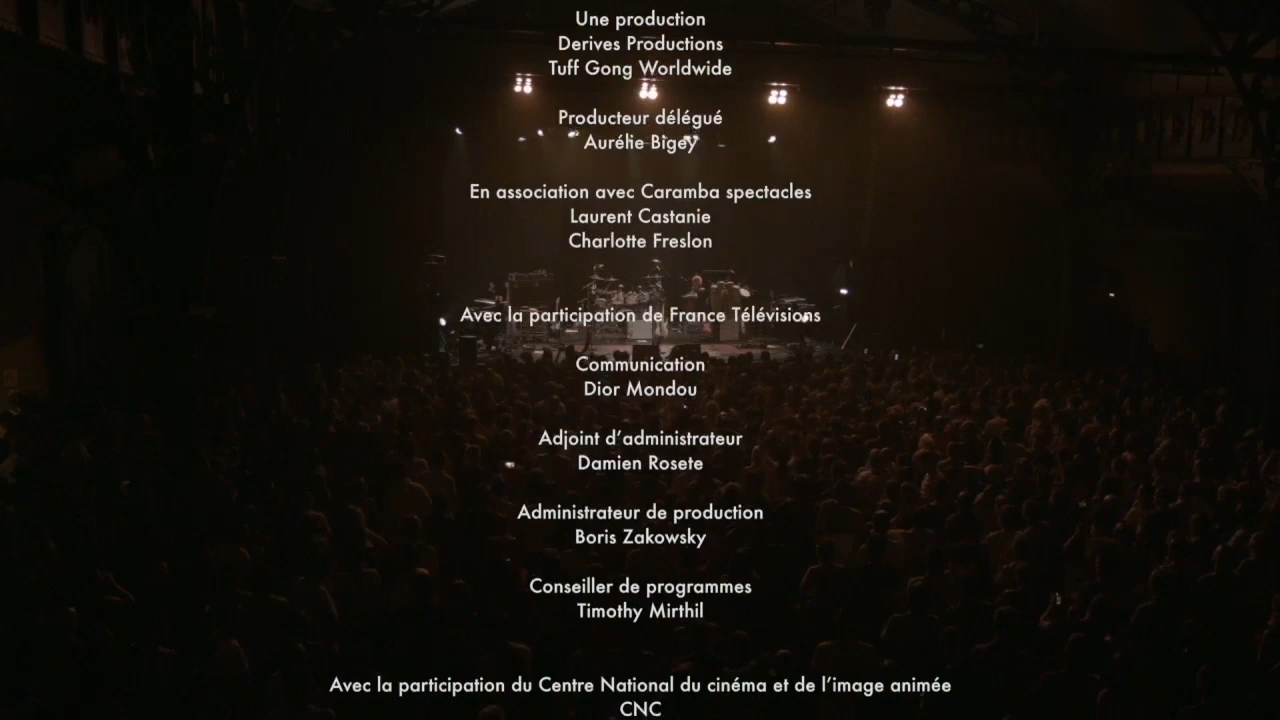 Une production
Derives Productions
Tuff Gong Worldwide
Producteur délégué
Aurélie Bigey
En association avec Caramba spectacles
Laurent Castanie
Charlotte Freslon
Avec la participation de France Télévisions
Communication
Dior Mondou
Adjoint d'administrateur
Damien Rosete
Administrateur de production
Boris Zakowsky
Conseiller de programmes
Timothy Mirthil
Avec la participation du Centre National du cinéma et de l'image animée
CNC